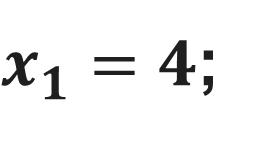 x₁ = 4;